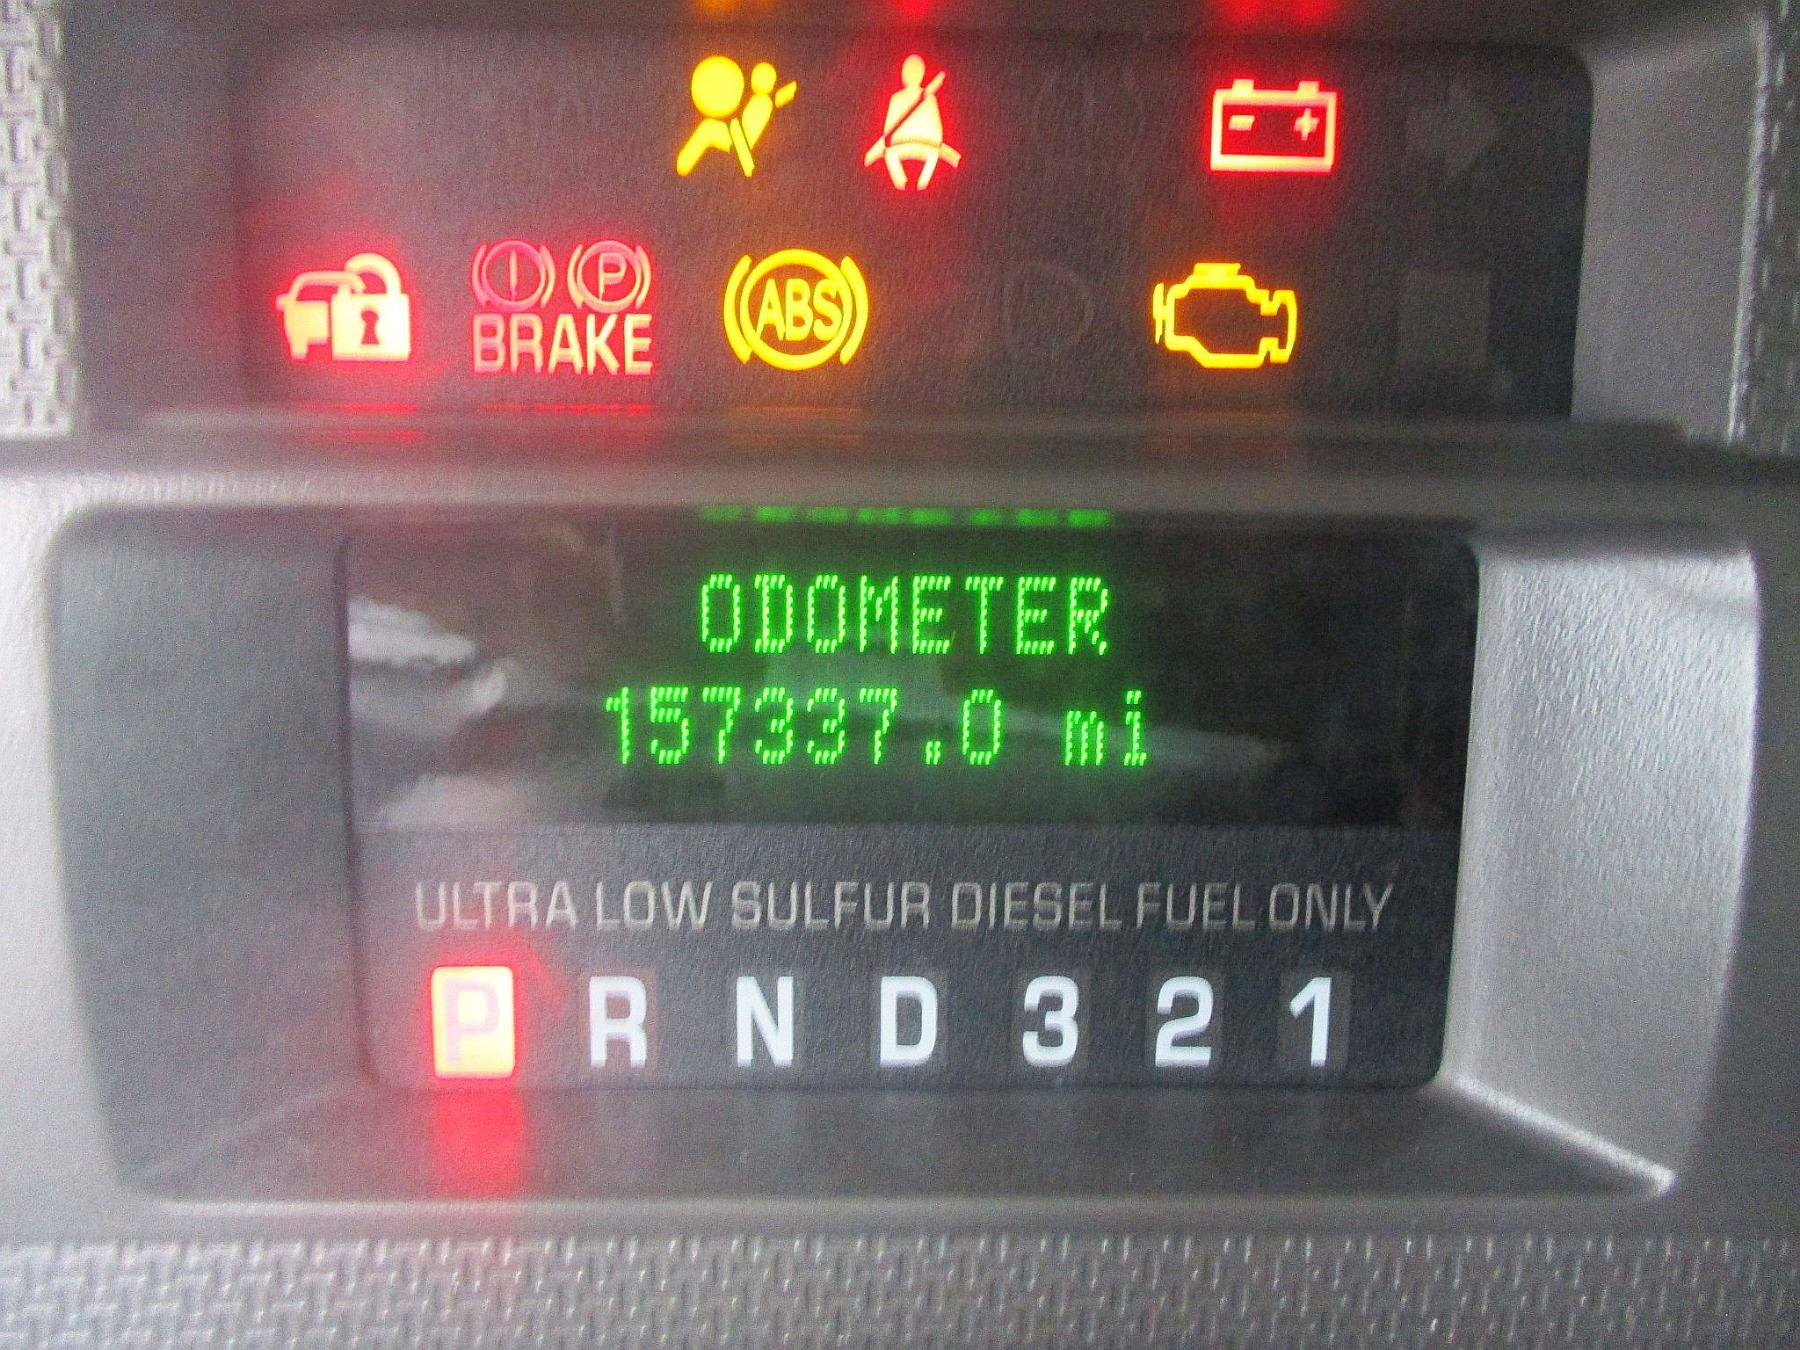 - +
P
BRAKE
ABS
ODOMETER
157337.0 mi
ULTRA LOW SULFUR DIESEL FUEL ONLY
P R N D 3 2 1